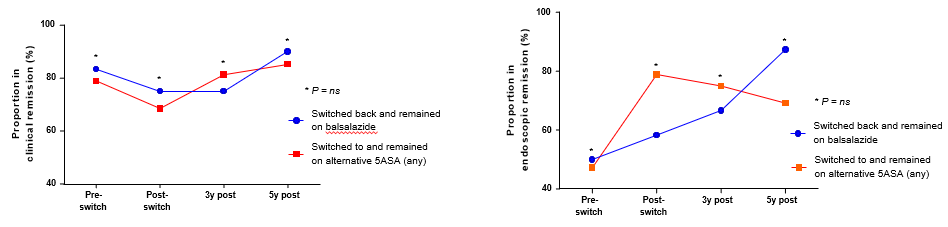 100
80
60
40
Proportion in
clinical remission (%)
*
*
*
*
* P = ns
Switched back and remained
on balsalazide
Switched to and remained
on alternative 5ASA (any)
Pre-
switch
Post-
switch
3y post
5y post
100
80
60
40
Proportion in
endoscopic remission (%)
*
*
*
*
* P = ns
Switched back and remained
on balsalazide
Switched to and remained
on alternative 5ASA (any)
Pre-
switch
Post-
switch
3y post
5y post